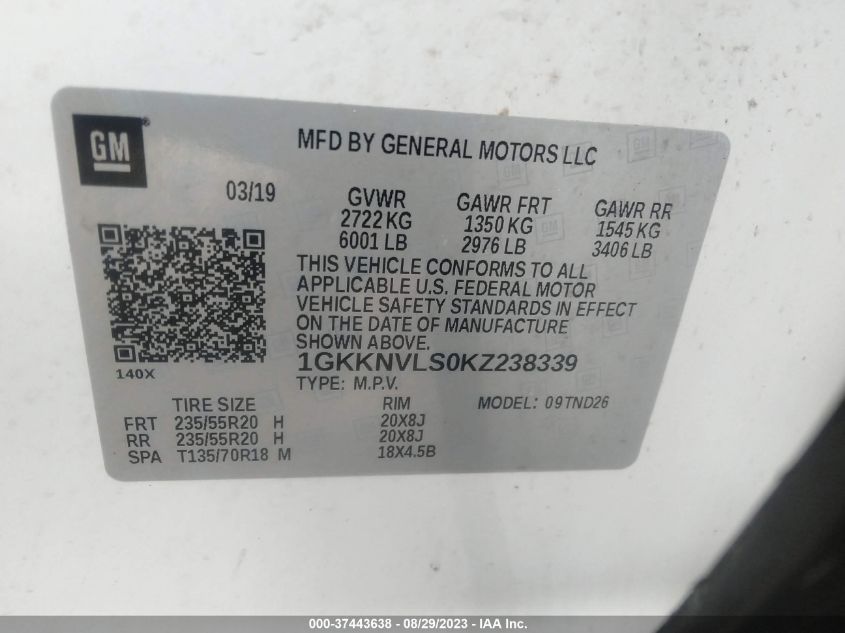 GM
MFD BY GENERAL MOTORS LLC
03/19
GVWR
2722 KG
6001 LB
GAWR FRT
1350 KG
2976 LB
GAWR RR
1545 KG
3406 LB
THIS VEHICLE CONFORMS TO ALL
APPLICABLE U.S. FEDERAL MOTOR
VEHICLE SAFETY STANDARDS IN EFFECT
ON THE DATE OF MANUFACTURE
SHOWN ABOVE.
140X
1GKKNVLS0KZ238339
TYPE: M.P.V.
MODEL: 09TND26
TIRE SIZE RIM
FRT 235/55R20 H 20X8J
RR 235/55R20 H 20X8J
SPA T135/70R18 M 18X4.5B
000-37443638 - 08/29/2023 - IAA Inc.